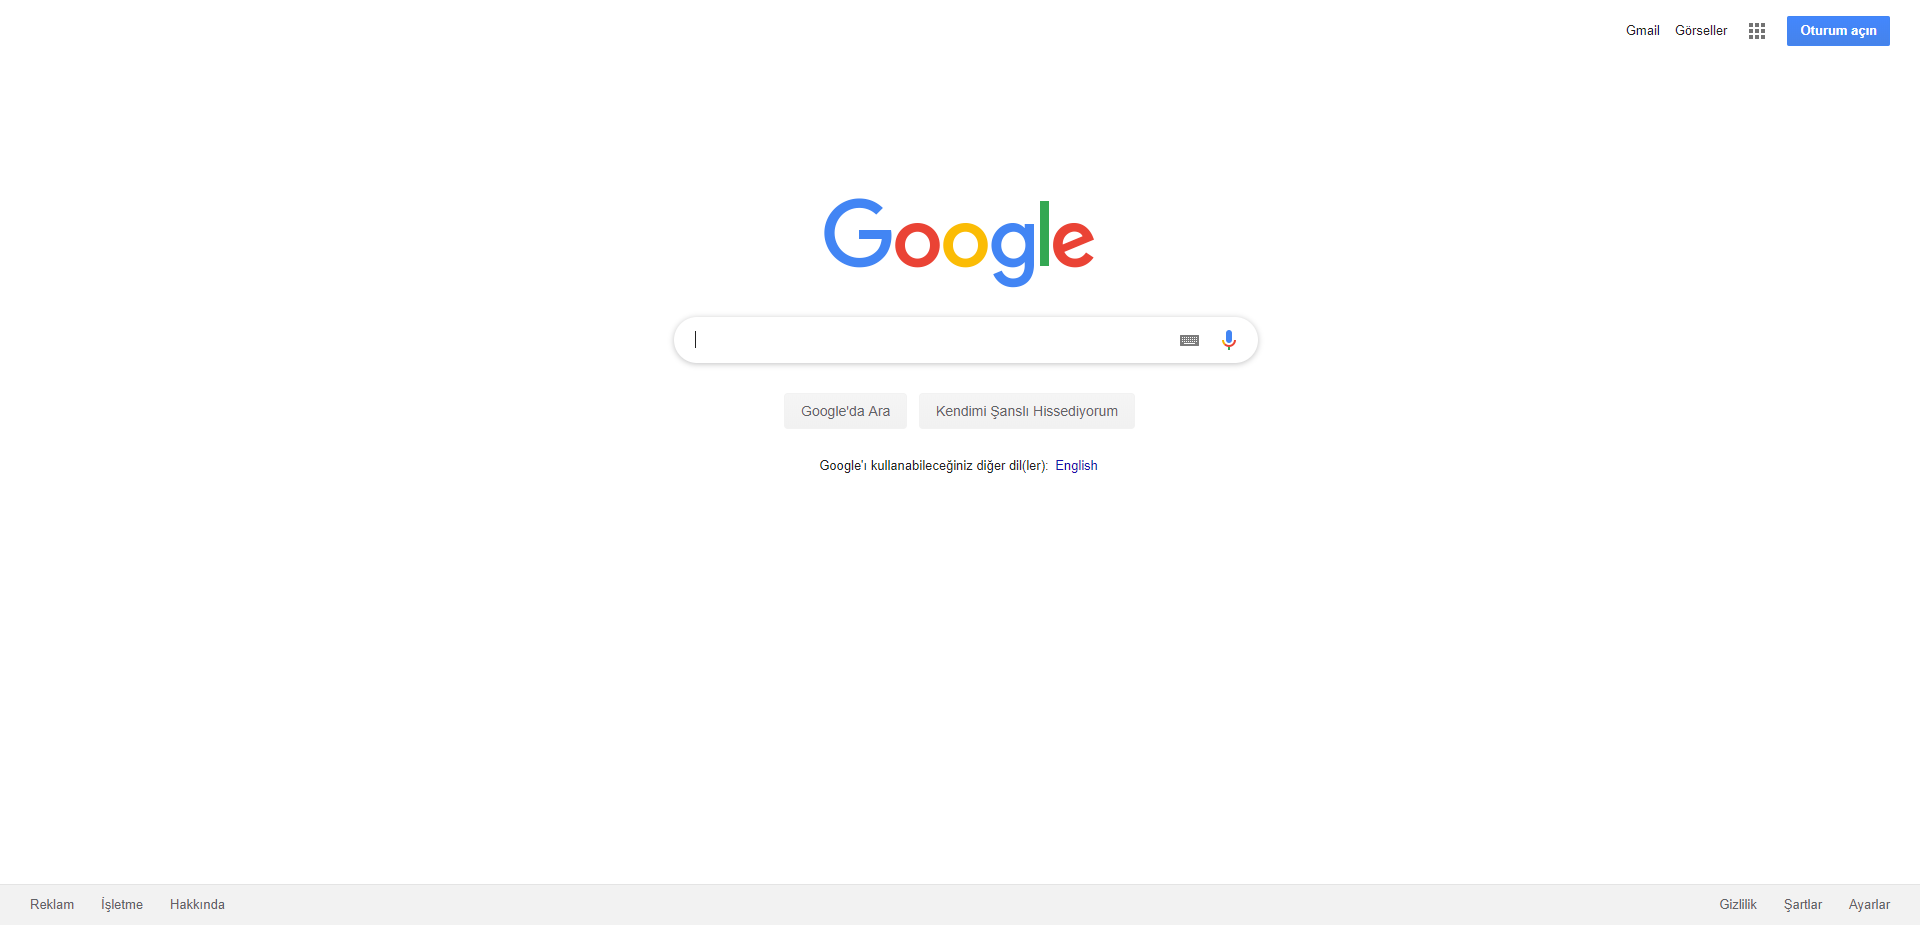 Gmail Görseller Oturum açın
Google
Google'da Ara Kendimi Şanslı Hissediyorum
Google'ı kullanabileceğiniz diğer dil(ler): English
Reklam İşletme Hakkında Gizlilik Şartlar Ayarlar